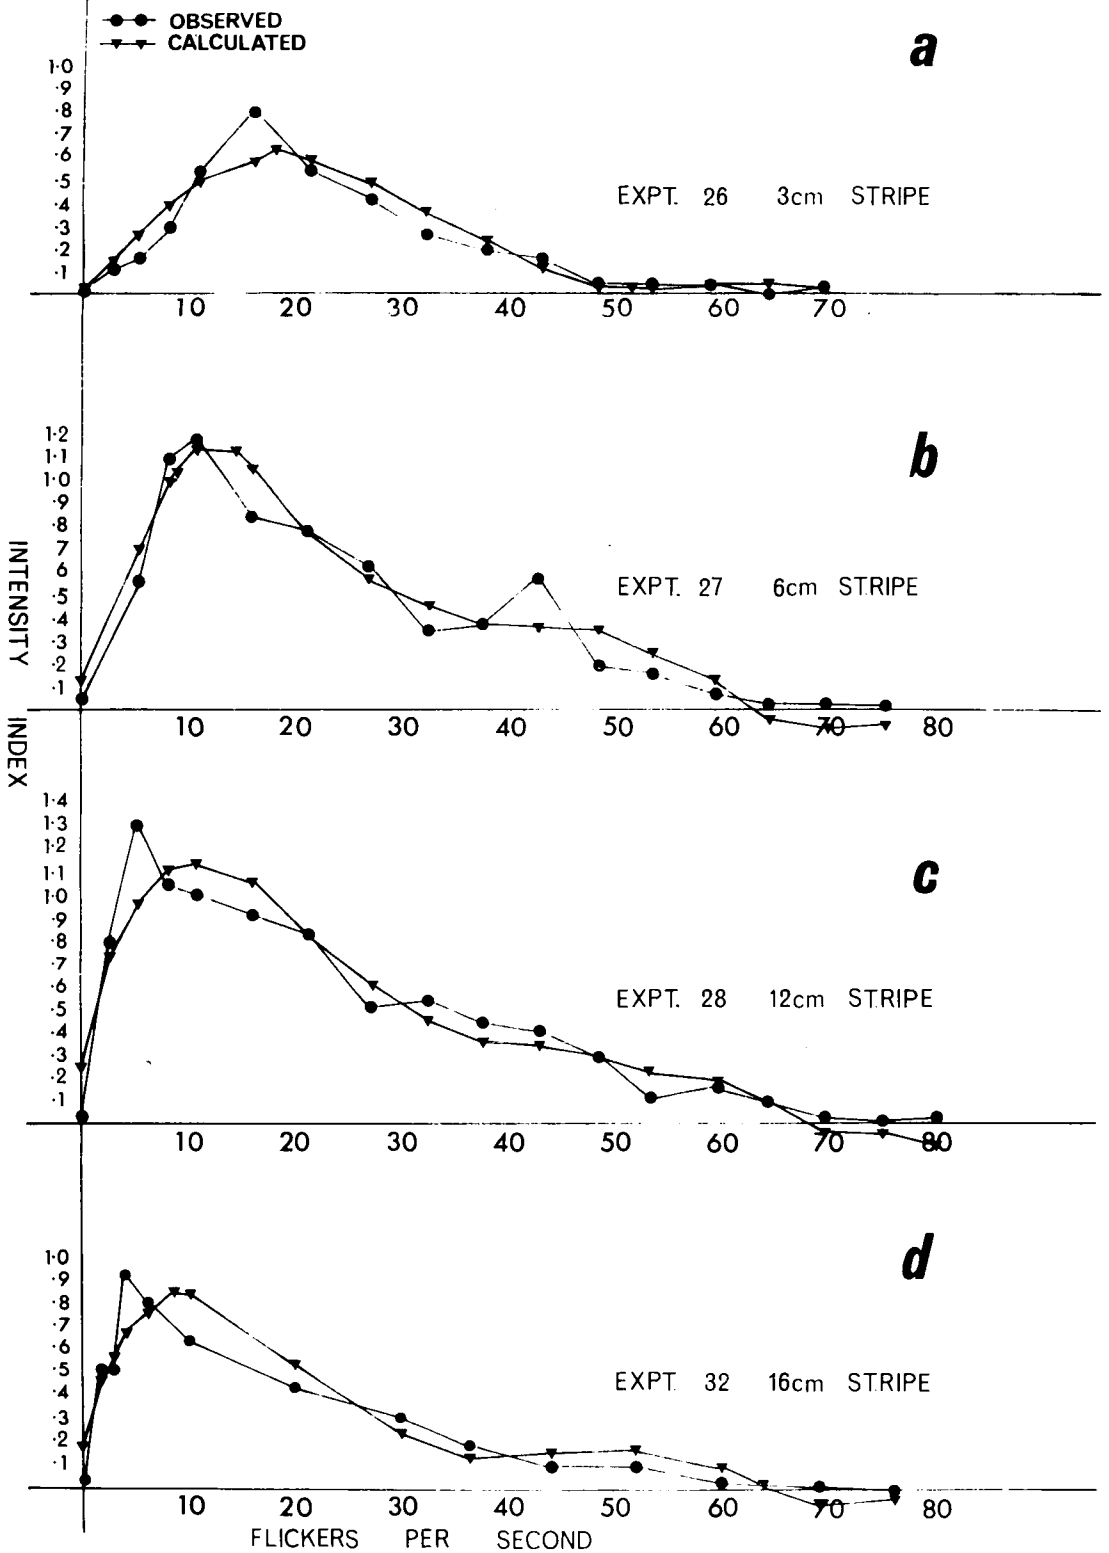 OBSERVED
CALCULATED
a
1·0
·9
·8
·7
·6
·5
·4
·3
·2
·1
EXPT. 26 3cm STRIPE
10 20 30 40 50 60 70
b
1·2
1·1
1·0
·9
·8
7
6
·5
·4
·3
·2
·1
EXPT. 27 6cm STRIPE
10 20 30 40 50 60 70 80
INTENSITY INDEX
c
1·4
1·3
1·2
1·1
1·0
·9
·8
·7
·6
·5
·4
·3
·2
·1
EXPT. 28 12cm STRIPE
10 20 30 40 50 60 70 80
d
1·0
·9
·8
·7
·6
·5
·4
·3
·2
·1
EXPT 32 16cm STRIPE
10 20 30 40 50 60 70 80
FLICKERS PER SECOND